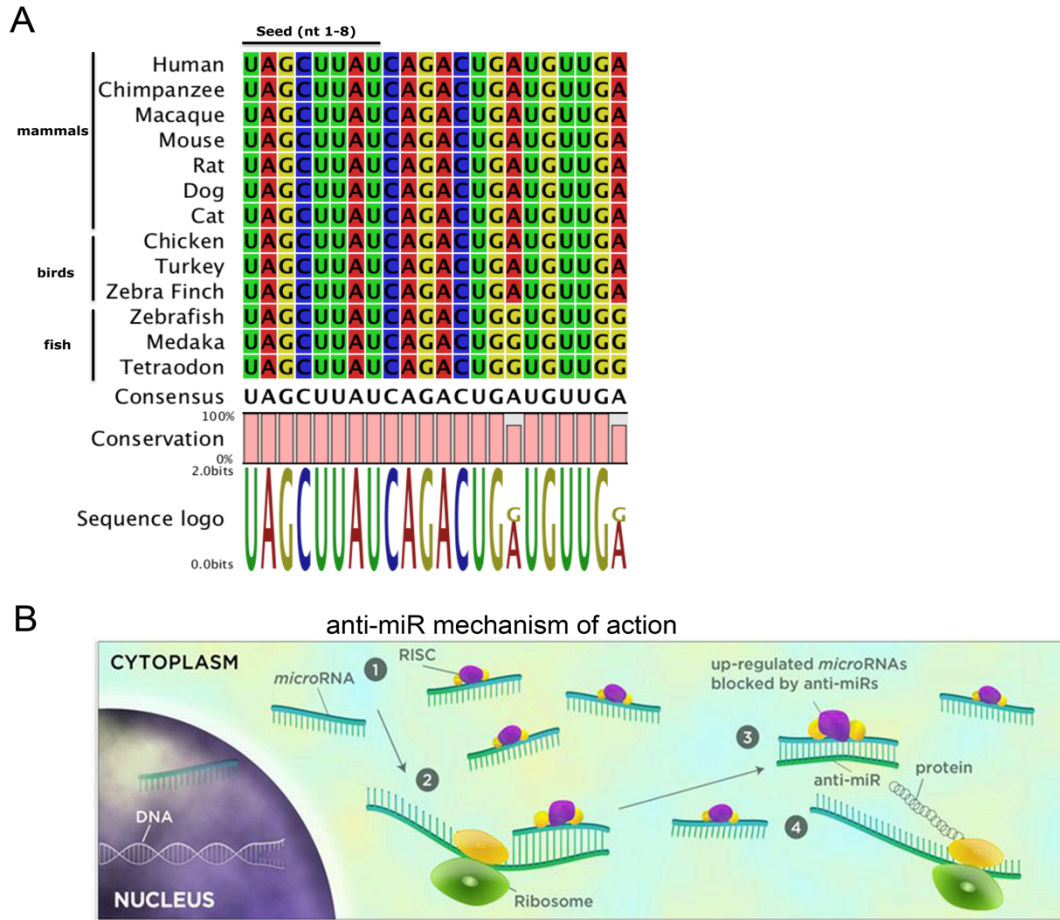 A
Seed (nt 1-8)
mammals
Human UAGCUUAUCAGACUGAUGUUGA
Chimpanzee UAGCUUAUCAGACUGAUGUUGA
Macaque UAGCUUAUCAGACUGAUGUUGA
Mouse UAGCUUAUCAGACUGAUGUUGA
Rat UAGCUUAUCAGACUGAUGUUGA
Dog UAGCUUAUCAGACUGAUGUUGA
Cat UAGCUUAUCAGACUGAUGUUGA
birds
Chicken UAGCUUAUCAGACUGAUGUUGA
Turkey UAGCUUAUCAGACUGAUGUUGA
Zebra Finch UAGCUUAUCAGACUGAUGUUGA
fish
Zebrafish UAGCUUAUCAGACUGGUGUUGG
Medaka UAGCUUAUCAGACUGGUGUUGG
Tetraodon UAGCUUAUCAGACUGGUGUUGG
Consensus UAGCUUAUCAGACUGAUGUUGA
100%
Conservation
0%
2.0bits
Sequence logo
UAGCUUAUCAGACUGGAUGUUGGA
0.0bits
B
anti-miR mechanism of action
CYTOPLASM
microRNA
1
RISC
up-regulated microRNAs
blocked by anti-miRs
2
3
anti-miR
protein
4
DNA
NUCLEUS
Ribosome